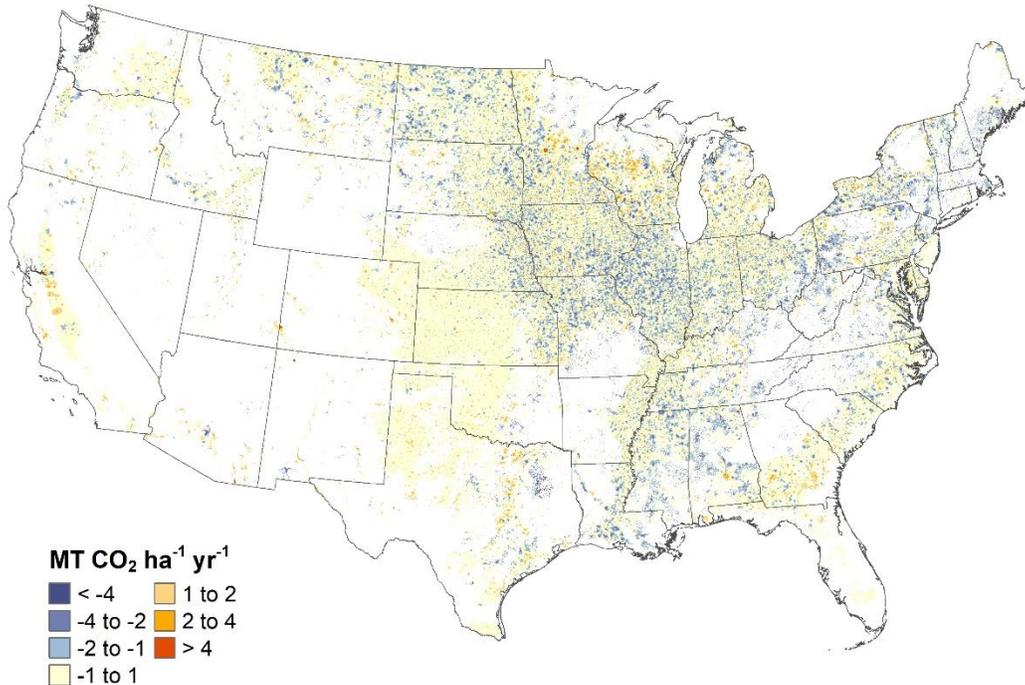 MT CO₂ ha⁻¹ yr⁻¹
< -4
-4 to -2
-2 to -1
-1 to 1
1 to 2
2 to 4
> 4